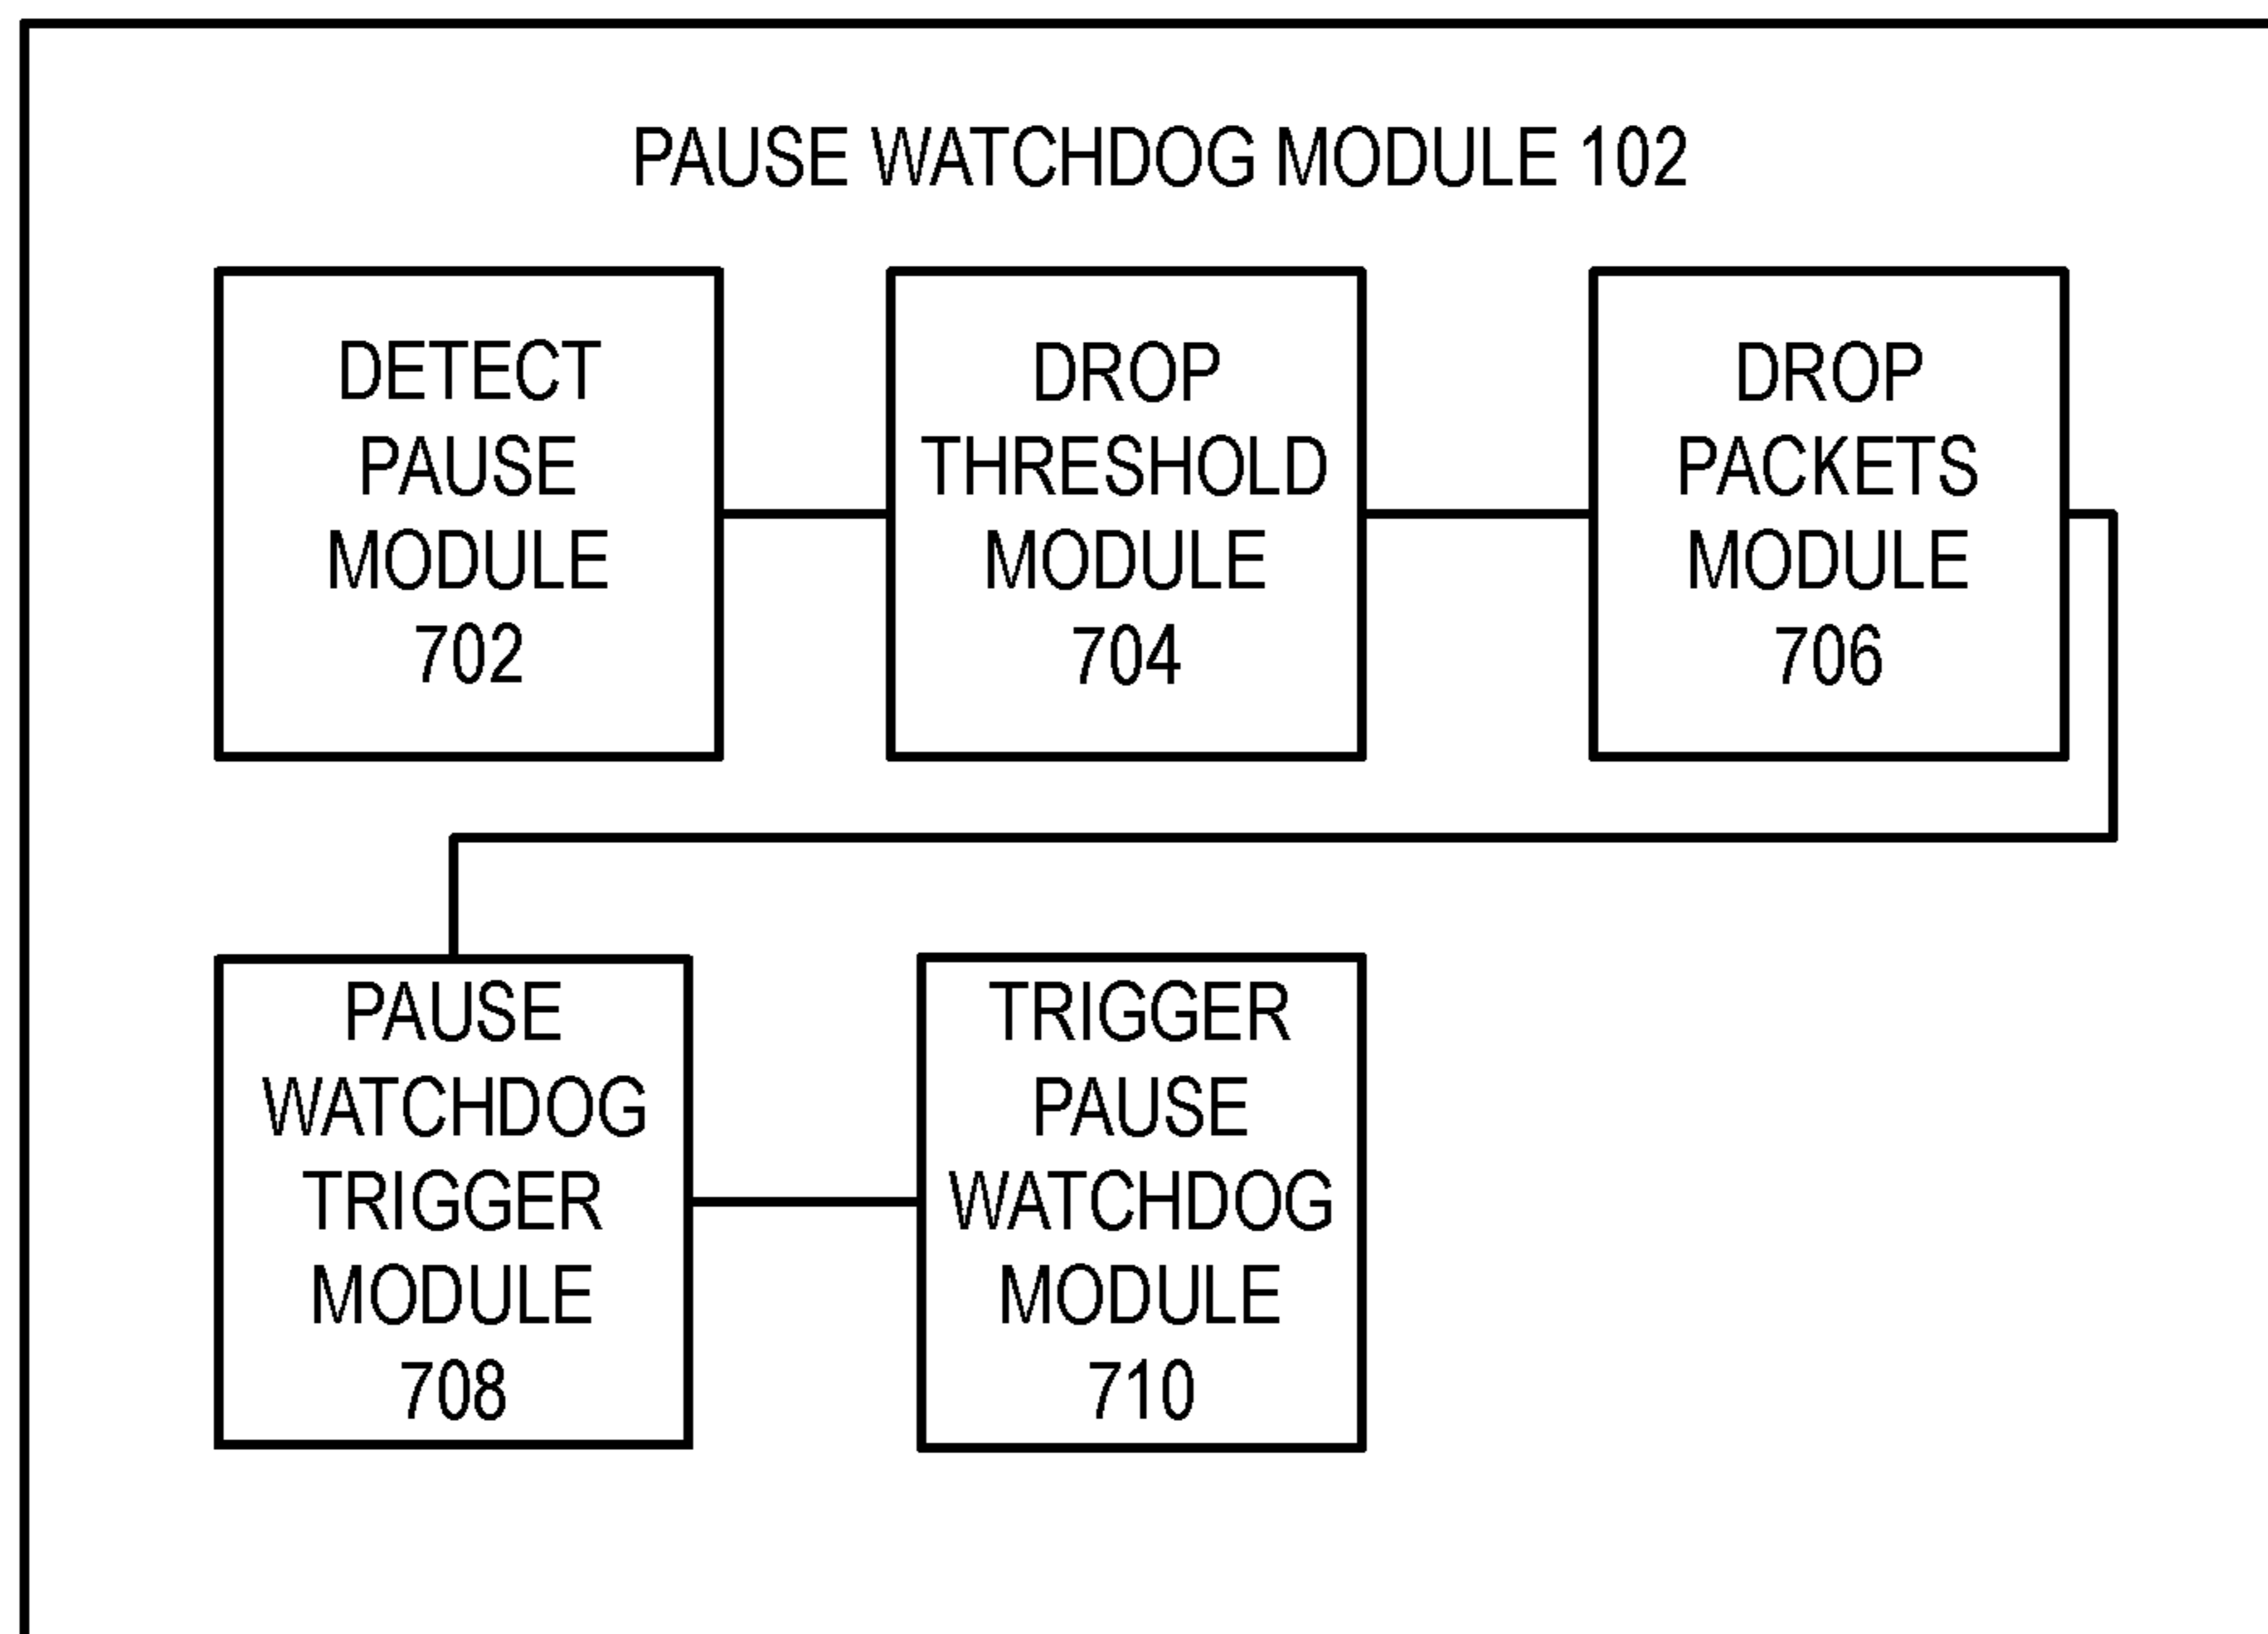 PAUSE WATCHDOG MODULE 102
DETECT
PAUSE
MODULE
702
DROP
THRESHOLD
MODULE
704
DROP
PACKETS
MODULE
706
PAUSE
WATCHDOG
TRIGGER
MODULE
708
TRIGGER
PAUSE
WATCHDOG
MODULE
710